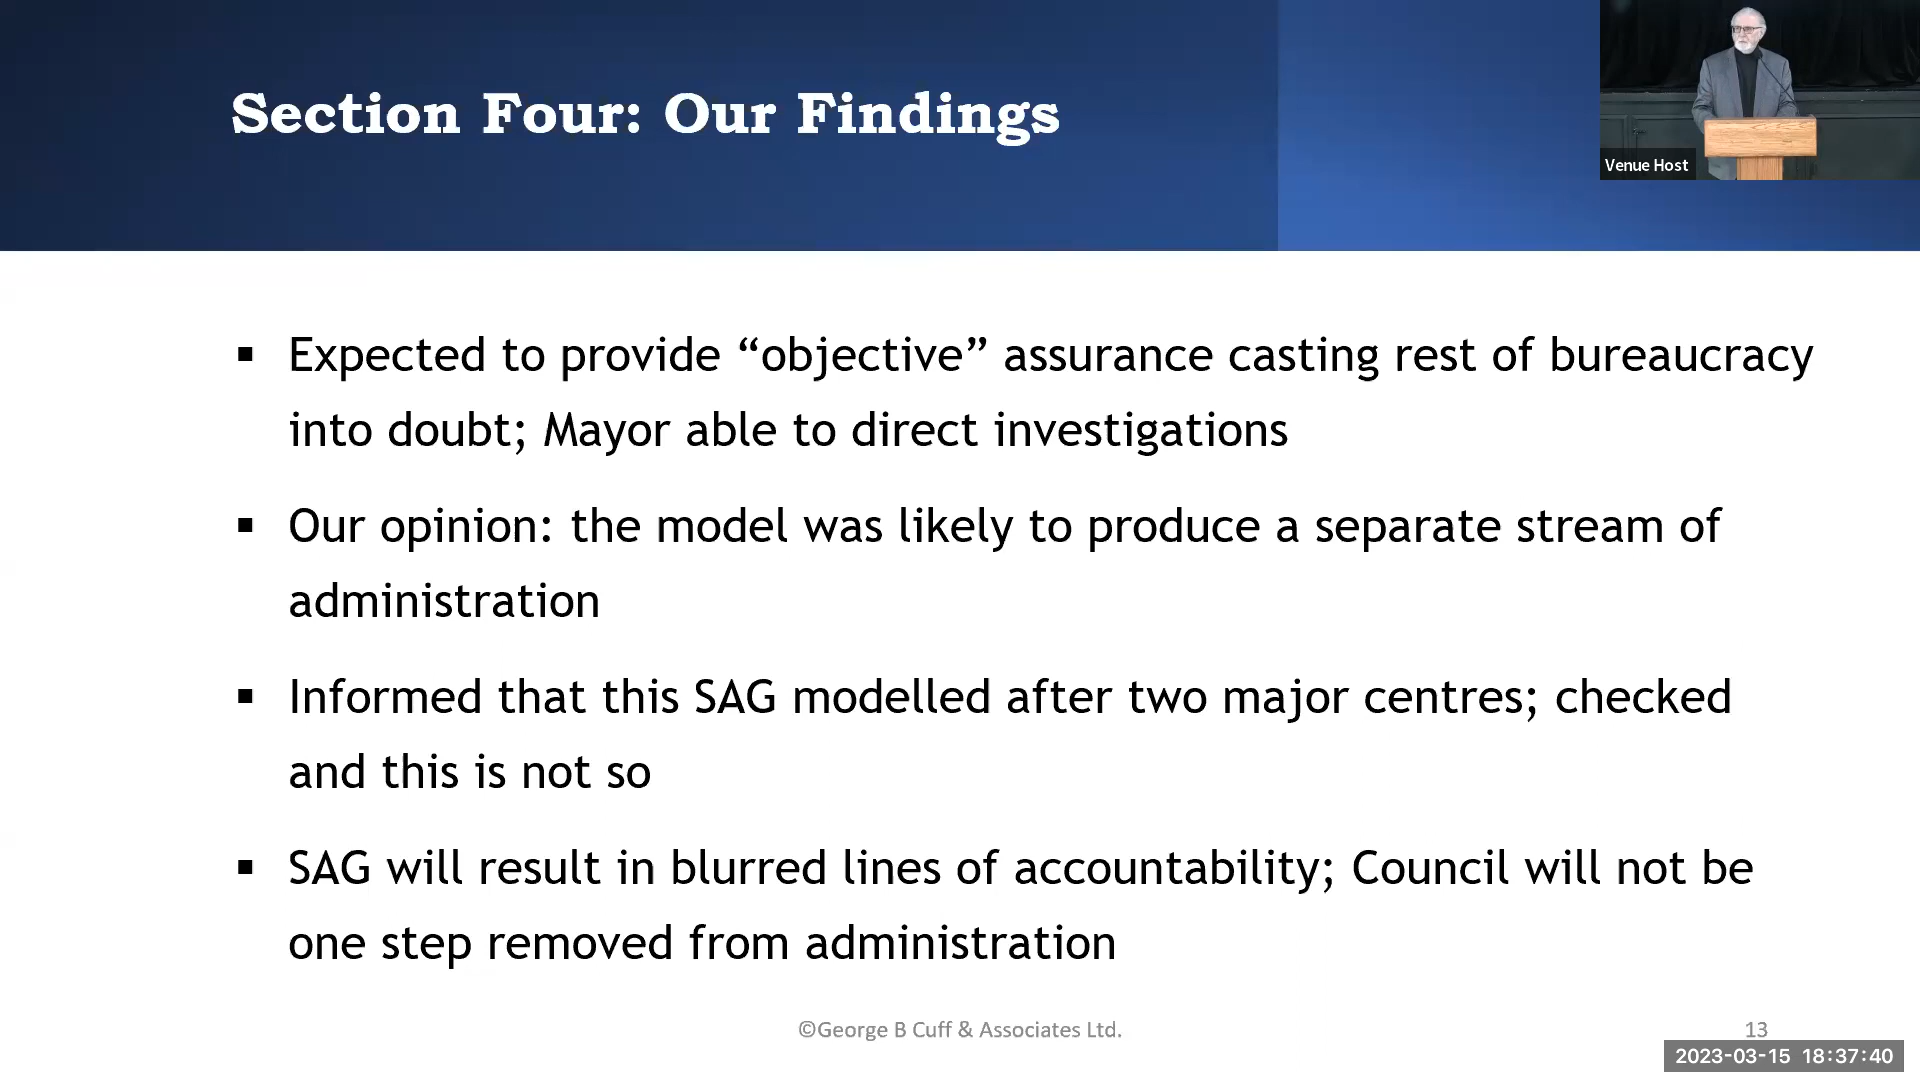 Section Four: Our Findings
Venue Host
▪ Expected to provide “objective” assurance casting rest of bureaucracy
into doubt; Mayor able to direct investigations
▪ Our opinion: the model was likely to produce a separate stream of
administration
▪ Informed that this SAG modelled after two major centres; checked
and this is not so
▪ SAG will result in blurred lines of accountability; Council will not be
one step removed from administration
©George B Cuff & Associates Ltd.
13
2023-03-15 18:37:40